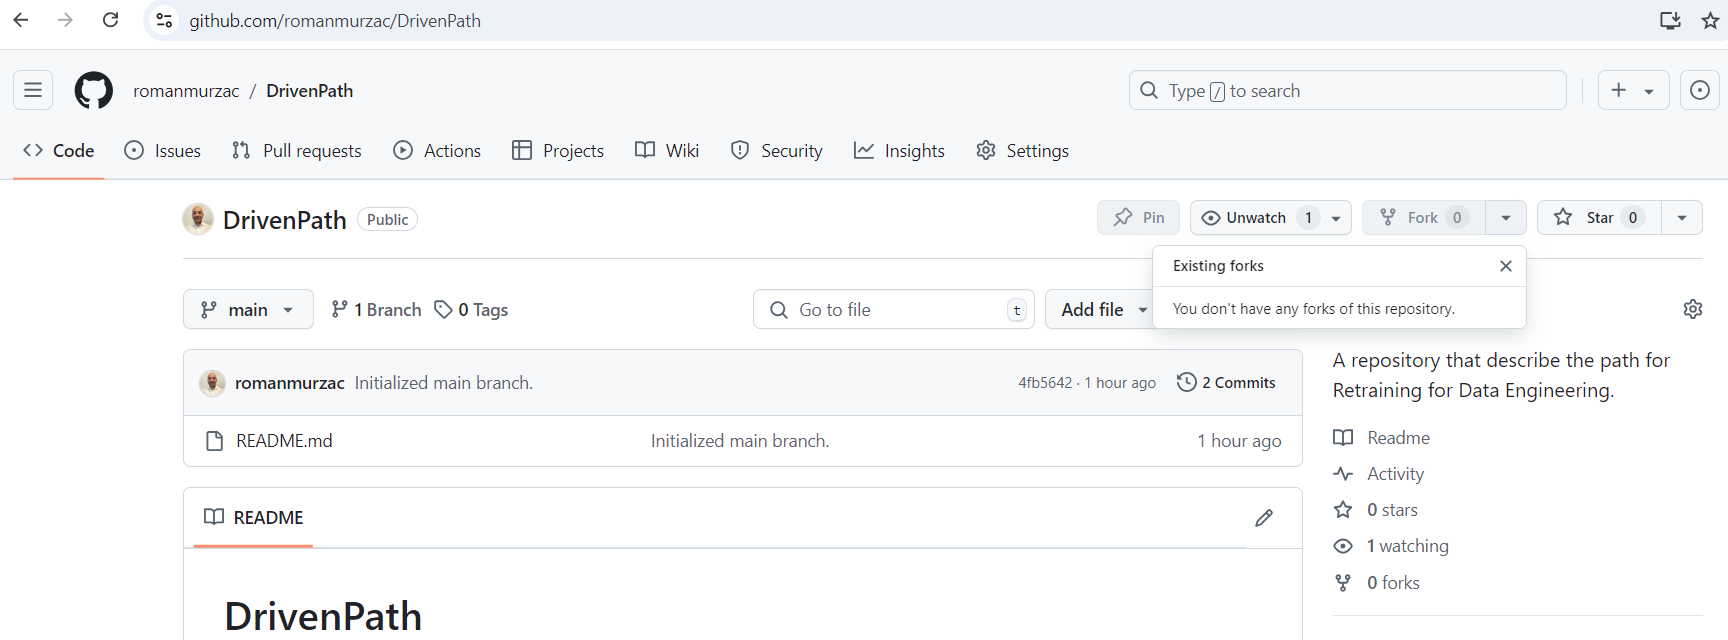 github.com/romanmurzac/DrivenPath
romanmurzac / DrivenPath
Type / to search
Code Issues Pull requests Actions Projects Wiki Security Insights Settings
DrivenPath Public
Pin Unwatch 1 Fork 0 Star 0
Existing forks
You don't have any forks of this repository.
main 1 Branch 0 Tags Go to file t Add file
romanmurzac Initialized main branch. 4fb5642 · 1 hour ago 2 Commits
README.md Initialized main branch. 1 hour ago
README
DrivenPath
A repository that describe the path for
Retraining for Data Engineering.
Readme
Activity
0 stars
1 watching
0 forks